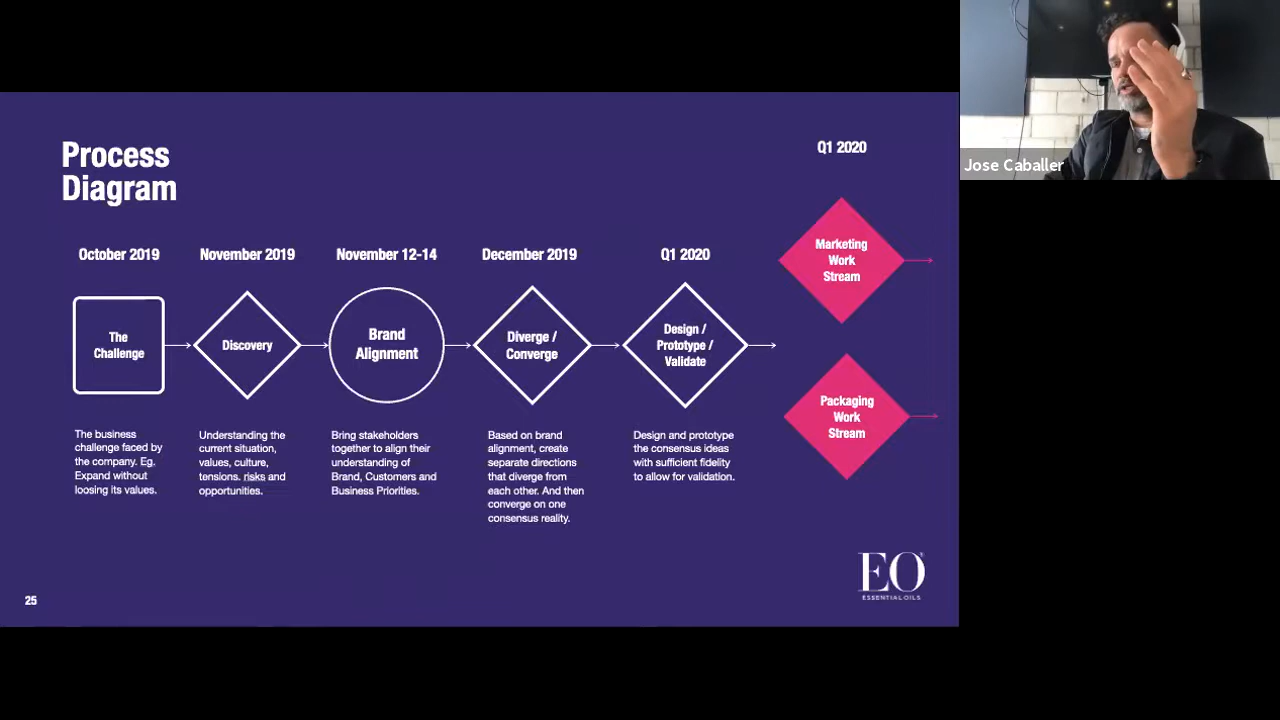 Process
Diagram
Q1 2020
October 2019
November 2019
November 12-14
December 2019
Q1 2020
The
Challenge
Discovery
Brand
Alignment
Diverge /
Converge
Design /
Prototype /
Validate
Marketing
Work
Stream
Packaging
Work
Stream
The business
challenge faced by
the company. Eg.
Expand without
loosing its values.
Understanding the
current situation,
values, culture,
tensions. risks and
opportunities.
Bring stakeholders
together to align their
understanding of
Brand, Customers and
Business Priorities.
Based on brand
alignment, create
separate directions
that diverge from
each other. And then
converge on one
consensus reality.
Design and prototype
the consensus ideas
with sufficient fidelity
to allow for validation.
EO
ESSENTIAL OILS
25
Jose Caballer